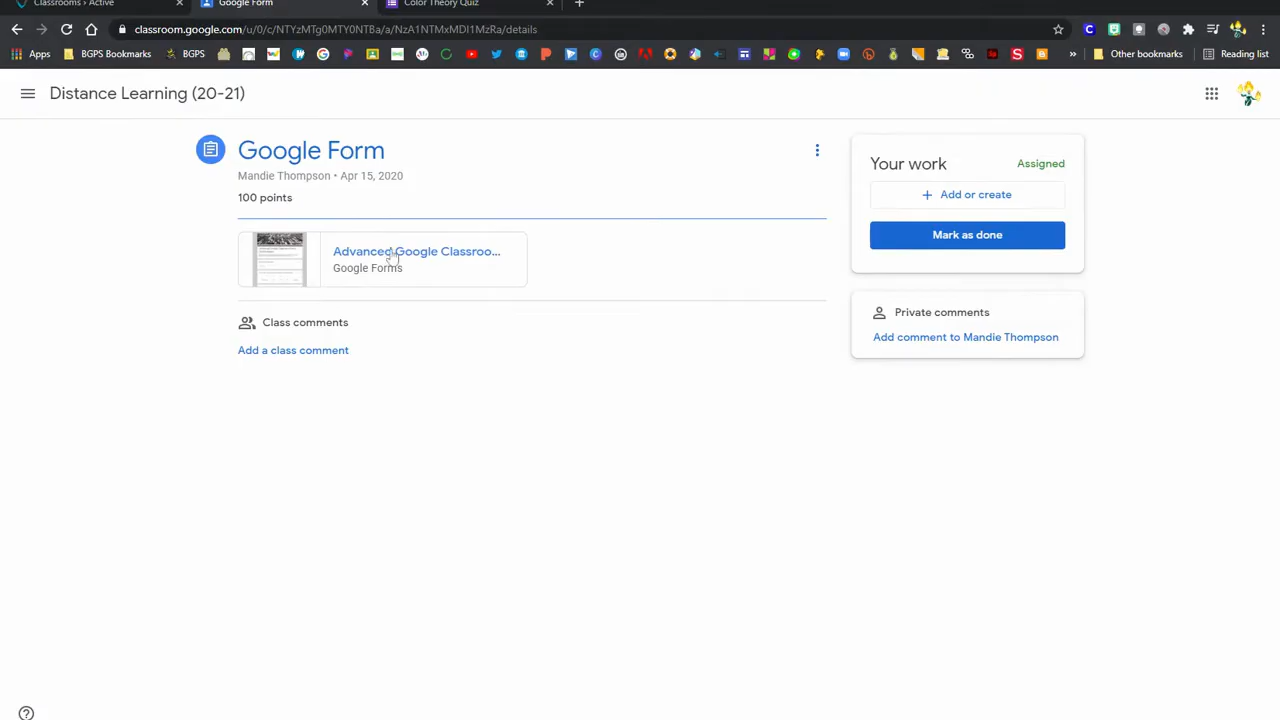 Classrooms › Active
Google Form
Color Theory Quiz
classroom.google.com/u/0/c/NTYzMTg0MTY0NTBa/a/NzA1NTMxMDI1MzRa/details
Apps
BGPS Bookmarks
BGPS
Other bookmarks
Reading list
Distance Learning (20-21)
Google Form
Mandie Thompson • Apr 15, 2020
100 points
Advanced Google Classroo...
Google Forms
Class comments
Add a class comment
Your work
Assigned
+ Add or create
Mark as done
Private comments
Add comment to Mandie Thompson